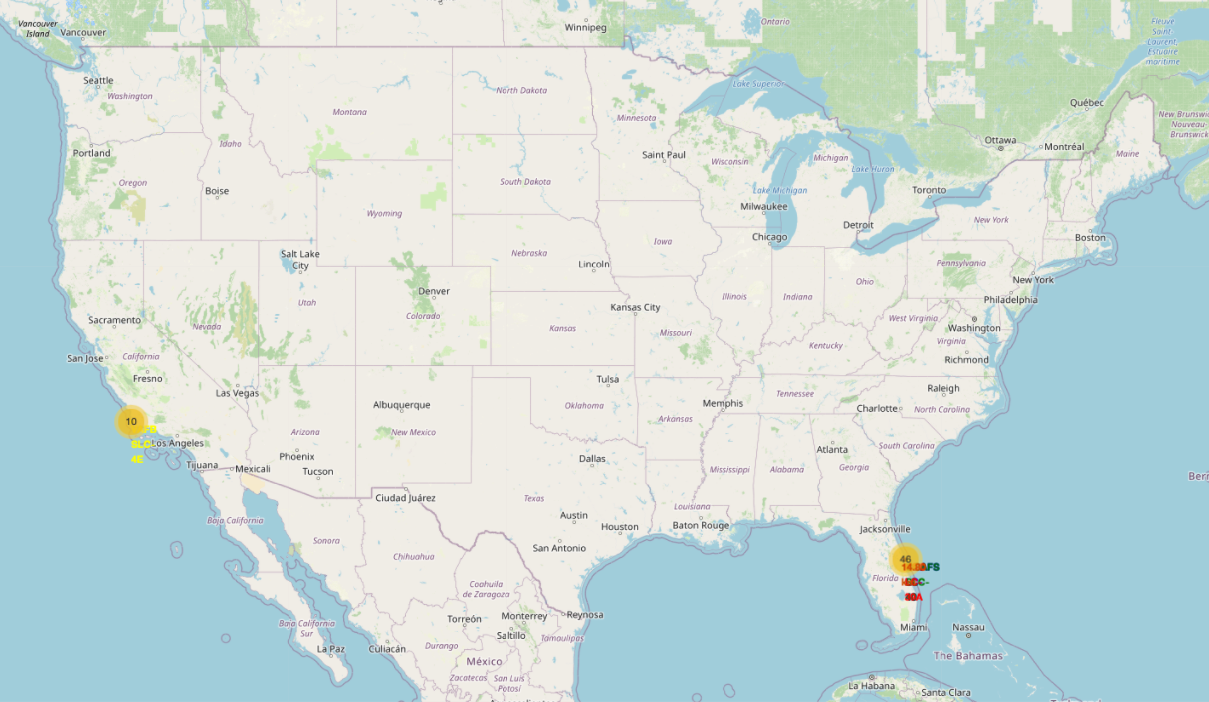 Vancouver
Island
Vancouver
Winnipeg
Ontario
Fleuve
Saint-
Laurent,
Estuaire
maritime
Seattle
Washington
North Dakota
Lake Superior
Québec
Montana
Minnesota
New Brunswick
Nouveau-
Brunswick
Portland
Idaho
Saint Paul
Wisconsin
Michigan
Ottawa
Montréal
Maine
Oregon
Boise
South Dakota
Lake Huron
Lake Michigan
Toronto
Wyoming
Milwaukee
Detroit
New York
Chicago
Boston
Salt Lake
City
Nebraska
Iowa
Lincoln
Pennsylvania
New York
Denver
Utah
Illinois
Indiana
Ohio
Philadelphia
Sacramento
Nevada
Colorado
Kansas City
Kansas
Missouri
West Virginia
Washington
Virginia
San Jose
California
Kentucky
Richmond
Fresno
Las Vegas
Tulsa
Tennessee
Raleigh
Albuquerque
Oklahoma
Memphis
Charlotte
North Carolina
10
Arkansas
Arizona
New Mexico
South Carolina
Los Angeles
Atlanta
4E
Phoenix
Dallas
Mississippi
Alabama
Georgia
Tijuana
Mexicali
Tucson
Ciudad Juárez
Texas
Louisiana
Baja California
Austin
Houston
Baton Rouge
Jacksonville
Sonora
San Antonio
Chihuahua
46
Florida
Coahuila
de Zaragoza
Baja California
Sur
Torreón
Monterrey
Reynosa
Miami
Nassau
Saltillo
Tamaulipas
La Paz
Culiacán
Durango
México
The Bahamas
Zacatecas
San Luis
Potosí
La Habana
Santa Clara